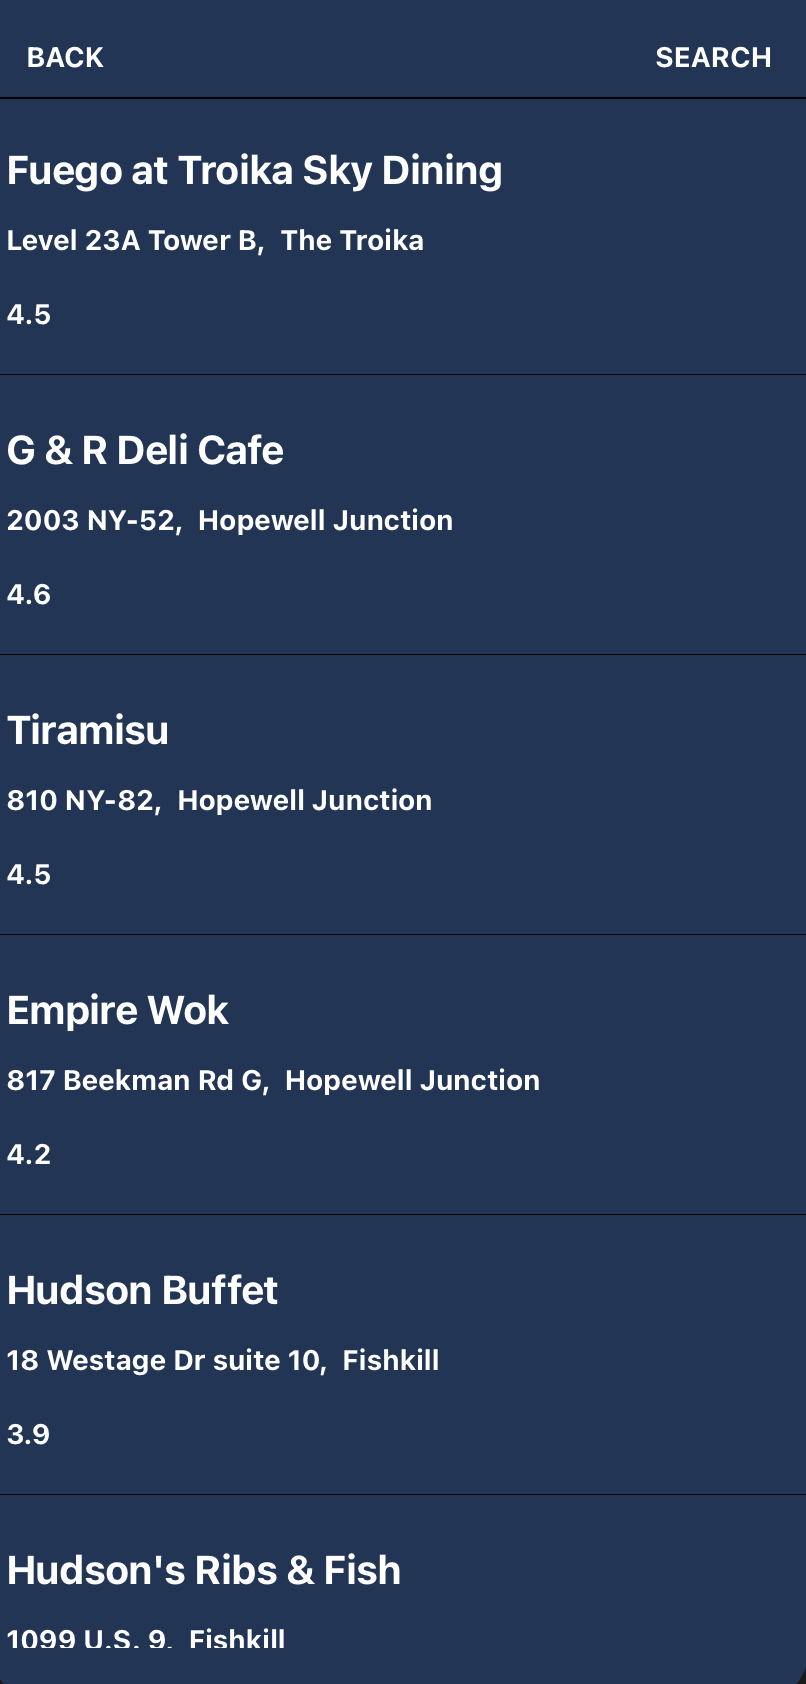 BACK
SEARCH
Fuego at Troika Sky Dining
Level 23A Tower B,  The Troika
4.5
G & R Deli Cafe
2003 NY-52,  Hopewell Junction
4.6
Tiramisu
810 NY-82,  Hopewell Junction
4.5
Empire Wok
817 Beekman Rd G,  Hopewell Junction
4.2
Hudson Buffet
18 Westage Dr suite 10,  Fishkill
3.9
Hudson's Ribs & Fish
1099 U.S. 9,  Fishkill